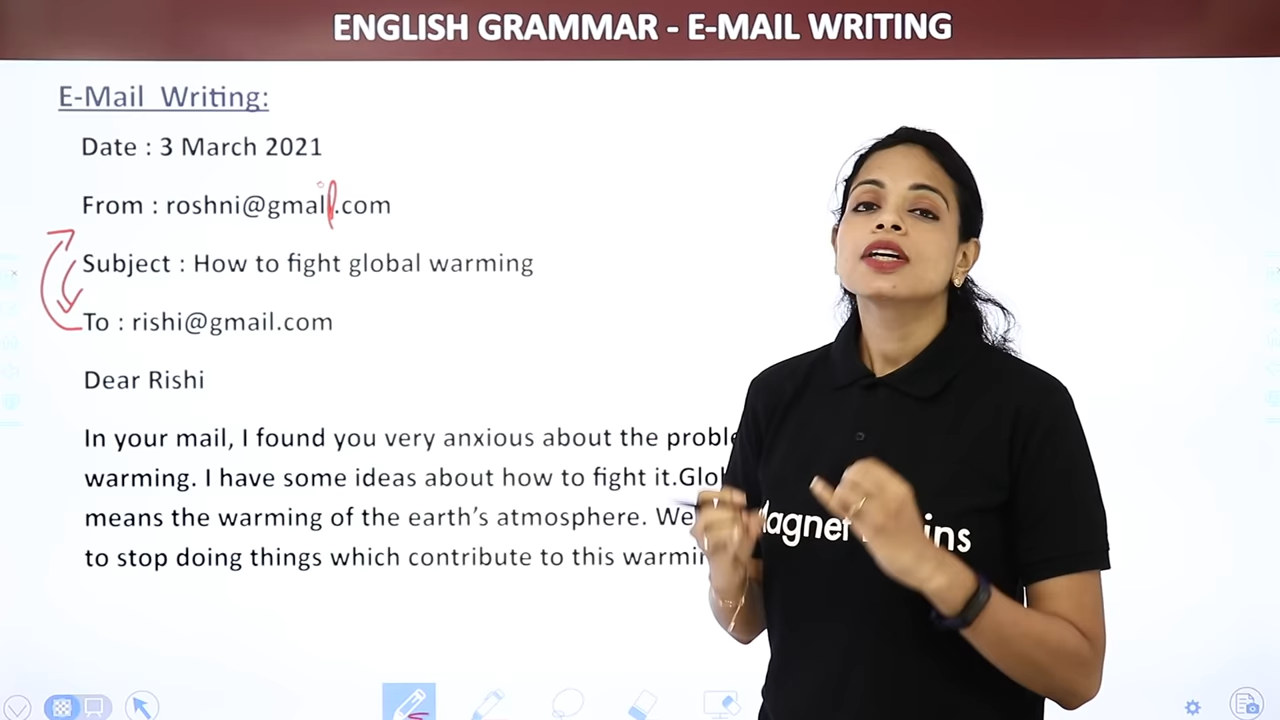 ENGLISH GRAMMAR - E-MAIL WRITING
E-Mail Writing:
Date : 3 March 2021
From : roshni@gmail.com
Subject : How to fight global warming
To : rishi@gmail.com
Dear Rishi
In your mail, I found you very anxious about the
warming. I have some ideas about how to fight it.
means the warming of the earth's atmosphere. We
to stop doing things which contribute to this